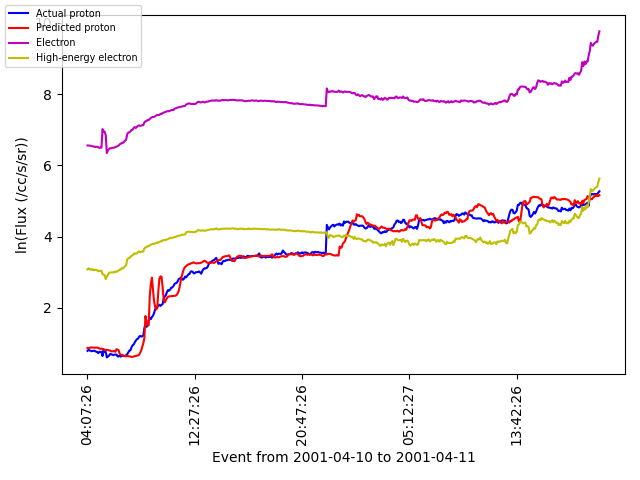 Actual proton
Predicted proton
Electron
High-energy electron
8
6
4
2
ln(Flux (/cc/s/sr))
04:07:26
12:27:26
20:47:26
05:12:27
13:42:26
Event from 2001-04-10 to 2001-04-11